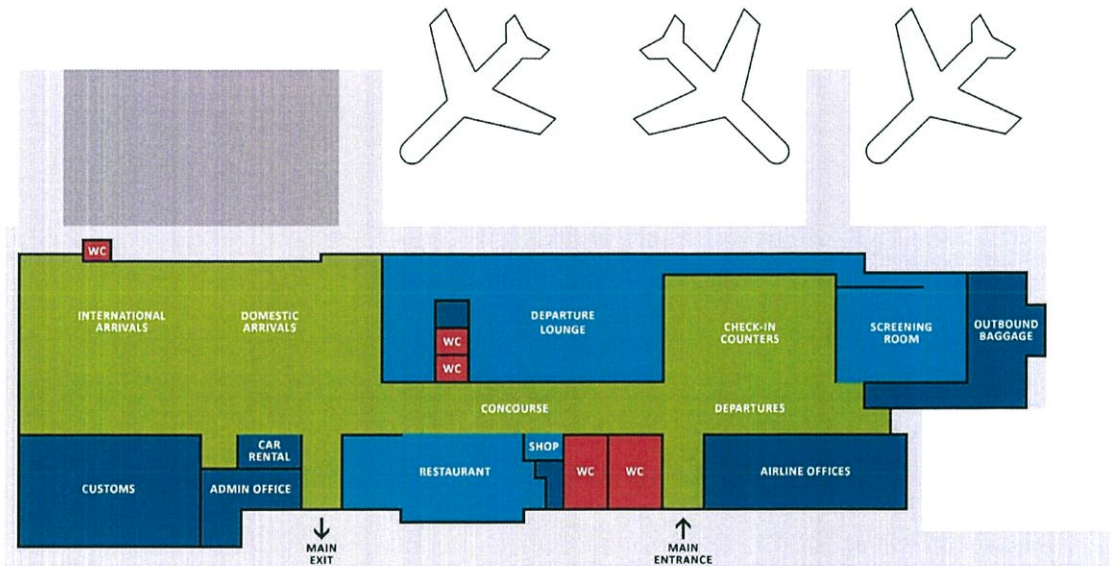 WC
INTERNATIONAL
ARRIVALS
DOMESTIC
ARRIVALS
DEPARTURE
LOUNGE
WC
WC
CHECK-IN
COUNTERS
SCREENING
ROOM
OUTBOUND
BAGGAGE
CONCOURSE
DEPARTURES
CUSTOMS
CAR
RENTAL
ADMIN OFFICE
RESTAURANT
SHOP
WC
WC
AIRLINE OFFICES
MAIN
EXIT
MAIN
ENTRANCE